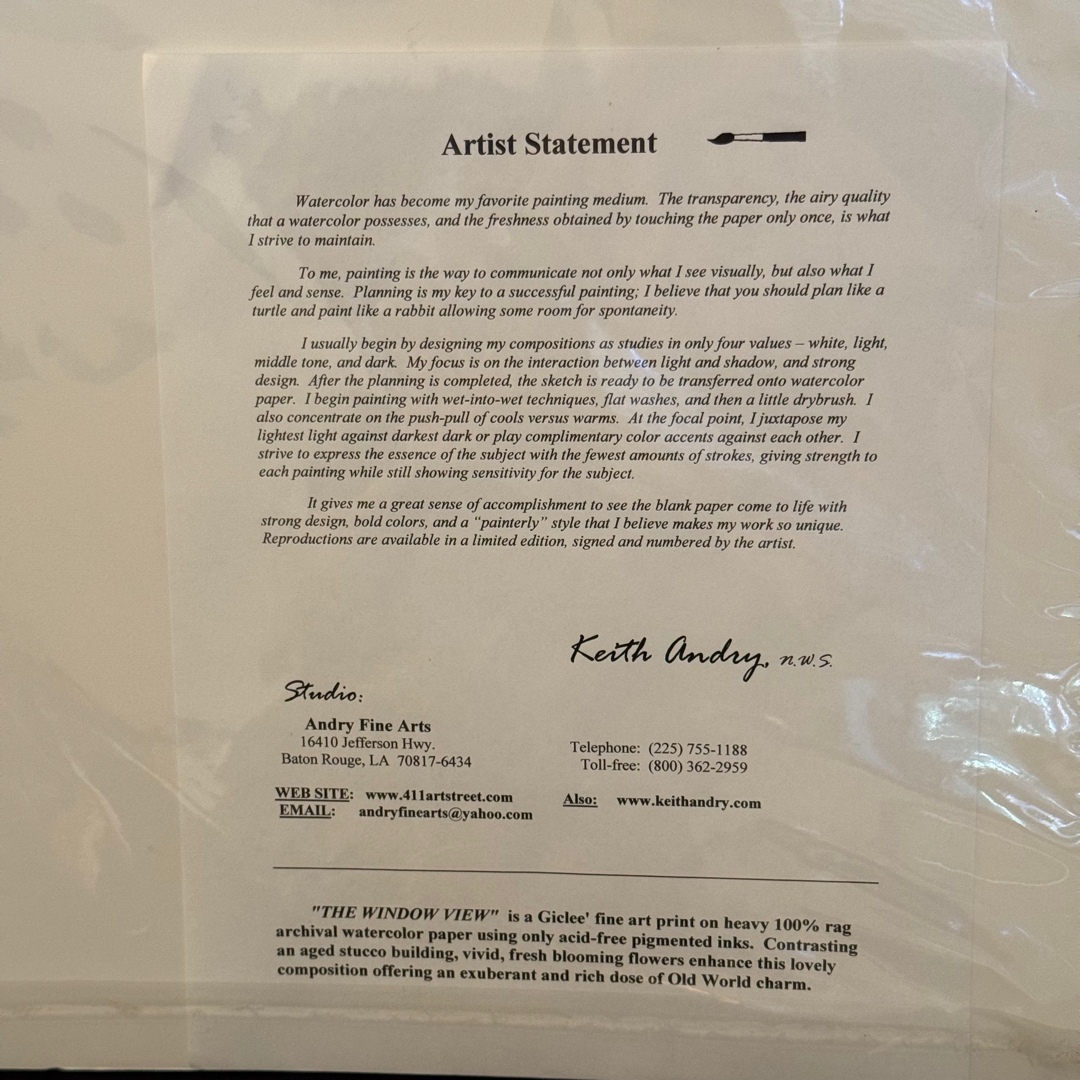 Artist Statement
Watercolor has become my favorite painting medium. The transparency, the airy quality
that a watercolor possesses, and the freshness obtained by touching the paper only once, is what
I strive to maintain.
To me, painting is the way to communicate not only what I see visually, but also what I
feel and sense. Planning is my key to a successful painting; I believe that you should plan like a
turtle and paint like a rabbit allowing some room for spontaneity.
I usually begin by designing my compositions as studies in only four values – white, light,
middle tone, and dark. My focus is on the interaction between light and shadow, and strong
design. After the planning is completed, the sketch is ready to be transferred onto watercolor
paper. I begin painting with wet-into-wet techniques, flat washes, and then a little drybrush. I
also concentrate on the push-pull of cools versus warms. At the focal point, I juxtapose my
lightest light against darkest dark or play complimentary color accents against each other. I
strive to express the essence of the subject with the fewest amounts of strokes, giving strength to
each painting while still showing sensitivity for the subject.
It gives me a great sense of accomplishment to see the blank paper come to life with
strong design, bold colors, and a “painterly” style that I believe makes my work so unique.
Reproductions are available in a limited edition, signed and numbered by the artist.
Keith Andry, n.w.s.
Studio:
Andry Fine Arts
16410 Jefferson Hwy.
Baton Rouge, LA 70817-6434
Telephone: (225) 755-1188
Toll-free: (800) 362-2959
WEB SITE: www.411artstreet.com
EMAIL: andryfinearts@yahoo.com
Also: www.keithandry.com
"THE WINDOW VIEW" is a Giclee' fine art print on heavy 100% rag
archival watercolor paper using only acid-free pigmented inks. Contrasting
an aged stucco building, vivid, fresh blooming flowers enhance this lovely
composition offering an exuberant and rich dose of Old World charm.